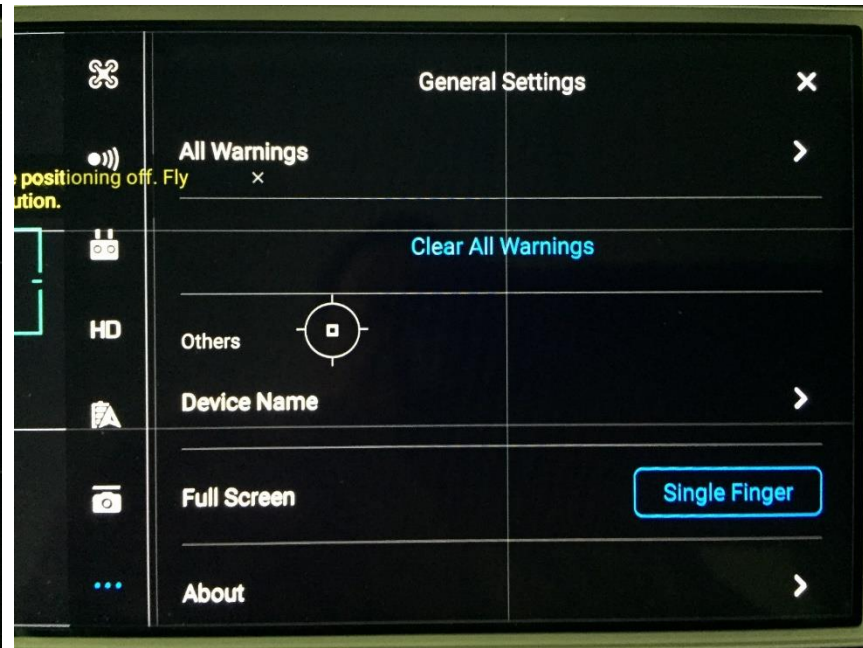 General Settings
All Warnings
positioning off. Fly
Clear All Warnings
HD
Others
Device Name
Full Screen
Single Finger
About